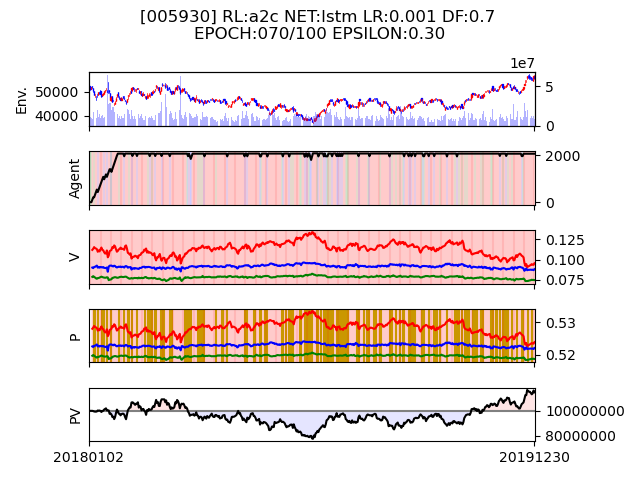 [005930] RL:a2c NET:lstm LR:0.001 DF:0.7
EPOCH:070/100 EPSILON:0.30
1e7
Env.
50000
40000
5
0
Agent
2000
0
V
0.125
0.100
0.075
P
0.53
0.52
PV
100000000
80000000
20180102
20191230